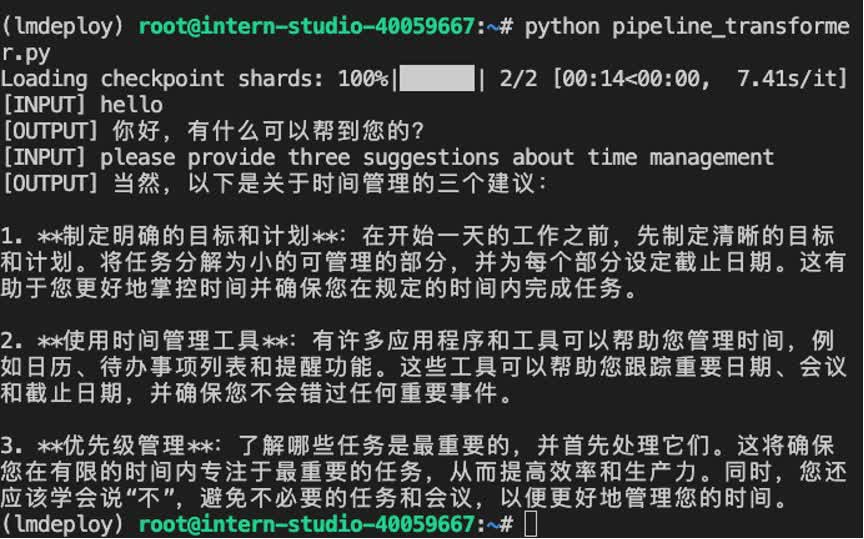 (lmdeploy) root@intern-studio-40059667:~# python pipeline_transforme
r.py
Loading checkpoint shards: 100%|██████| 2/2 [00:14<00:00,  7.41s/it]
[INPUT] hello
[OUTPUT] 你好，有什么可以帮到您的？
[INPUT] please provide three suggestions about time management
[OUTPUT] 当然，以下是关于时间管理的三个建议：
1. **制定明确的目标和计划**：在开始一天的工作之前，先制定清晰的目标
和计划。将任务分解为小的可管理的部分，并为每个部分设定截止日期。这有
助于您更好地掌控时间并确保您在规定的时间内完成任务。
2. **使用时间管理工具**：有许多应用程序和工具可以帮助您管理时间，例
如日历、待办事项列表和提醒功能。这些工具可以帮助您跟踪重要日期、会议
和截止日期，并确保您不会错过任何重要事件。
3. **优先级管理**：了解哪些任务是最重要的，并首先处理它们。这将确保
您在有限的时间内专注于最重要的任务，从而提高效率和生产力。同时，您还
应该学会说“不”，避免不必要的任务和会议，以便更好地管理您的时间。
(lmdeploy) root@intern-studio-40059667:~#